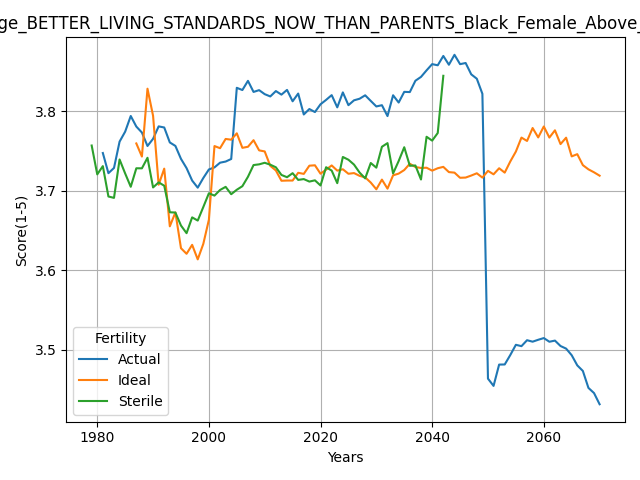 ge_BETTER_LIVING_STANDARDS_NOW_THAN_PARENTS_Black_Female_Above_
3.8
3.7
3.6
3.5
Score(1-5)
Fertility
Actual
Ideal
Sterile
1980 2000 2020 2040 2060
Years